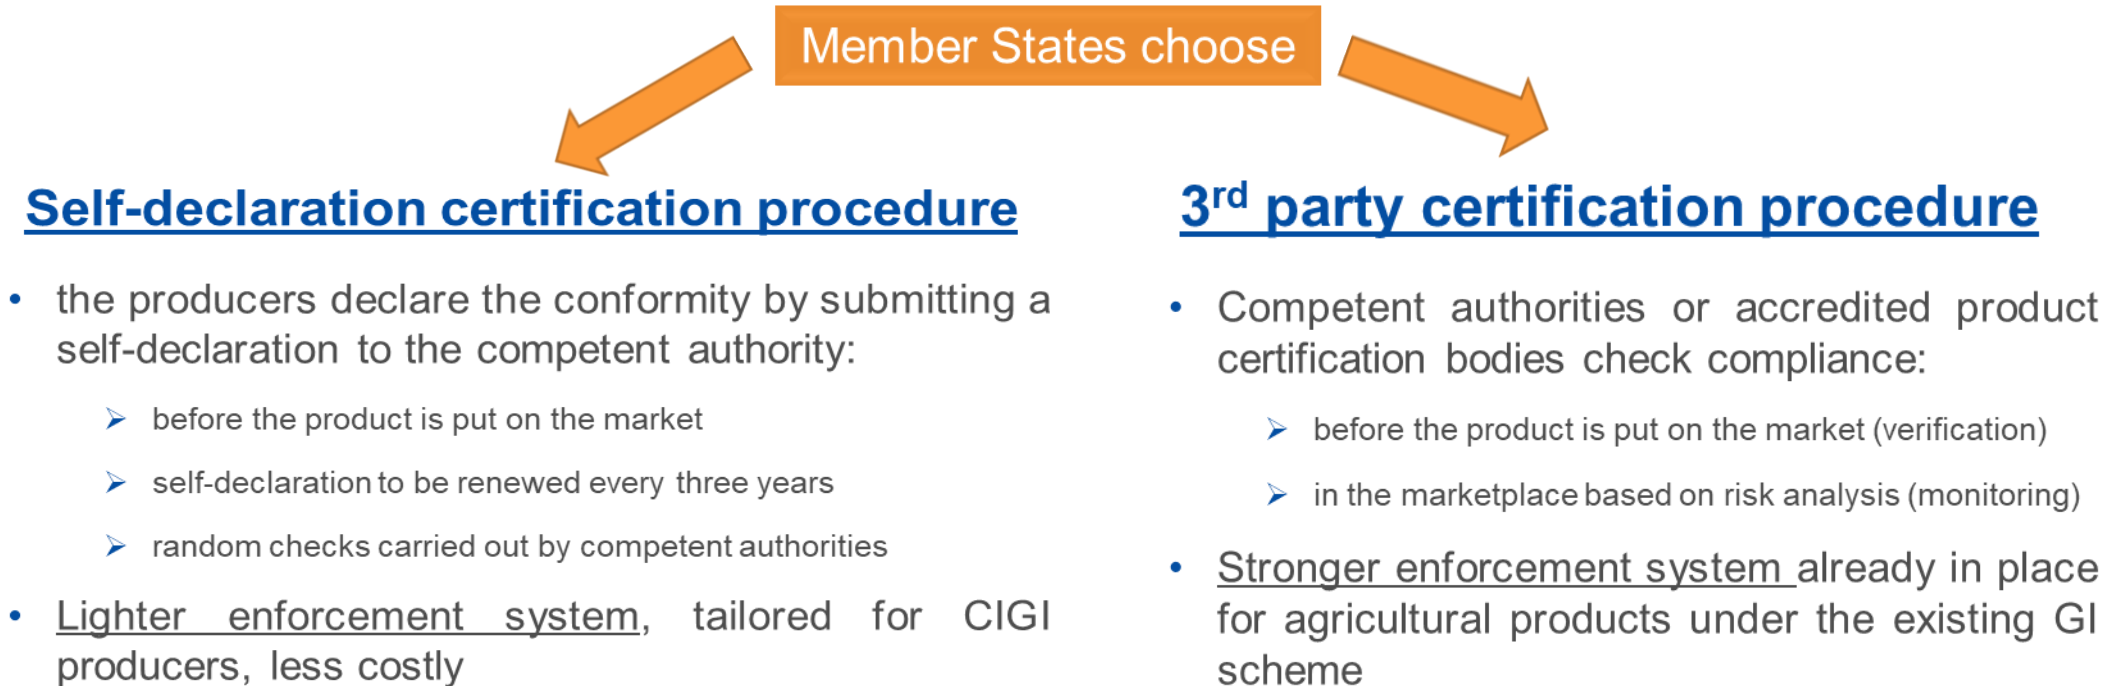 Member States choose
Self-declaration certification procedure
• the producers declare the conformity by submitting a
self-declaration to the competent authority:
➢ before the product is put on the market
➢ self-declaration to be renewed every three years
➢ random checks carried out by competent authorities
• Lighter enforcement system, tailored for CIGI
producers, less costly
3rd party certification procedure
• Competent authorities or accredited product
certification bodies check compliance:
➢ before the product is put on the market (verification)
➢ in the marketplace based on risk analysis (monitoring)
• Stronger enforcement system already in place
for agricultural products under the existing GI
scheme